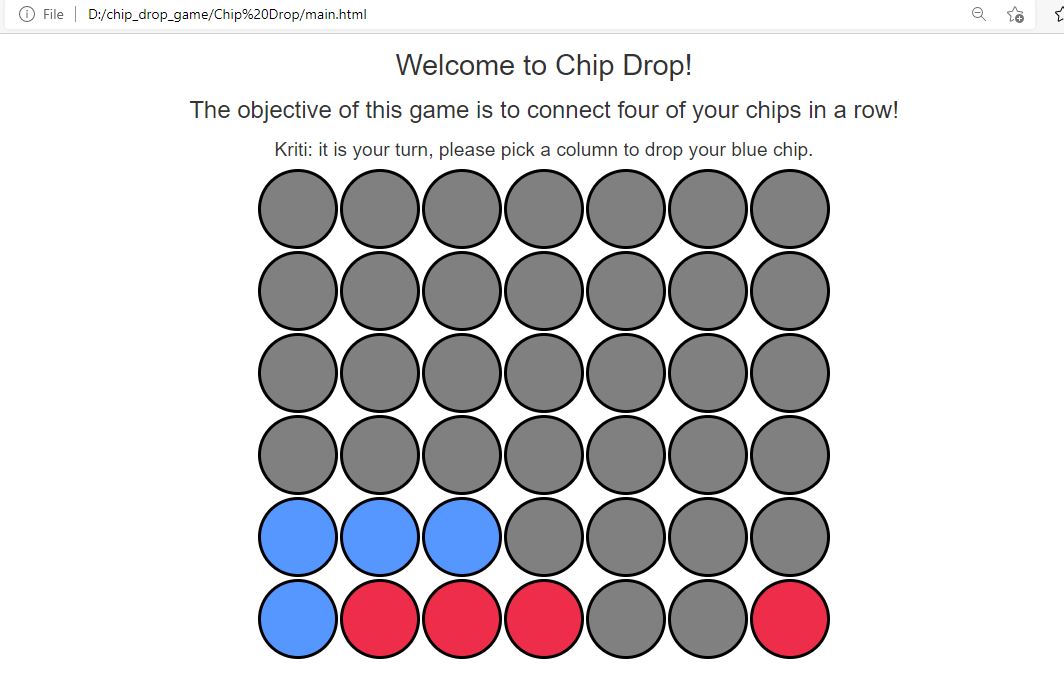 File D:/chip_drop_game/Chip%20Drop/main.html
Welcome to Chip Drop!
The objective of this game is to connect four of your chips in a row!
Kriti: it is your turn, please pick a column to drop your blue chip.